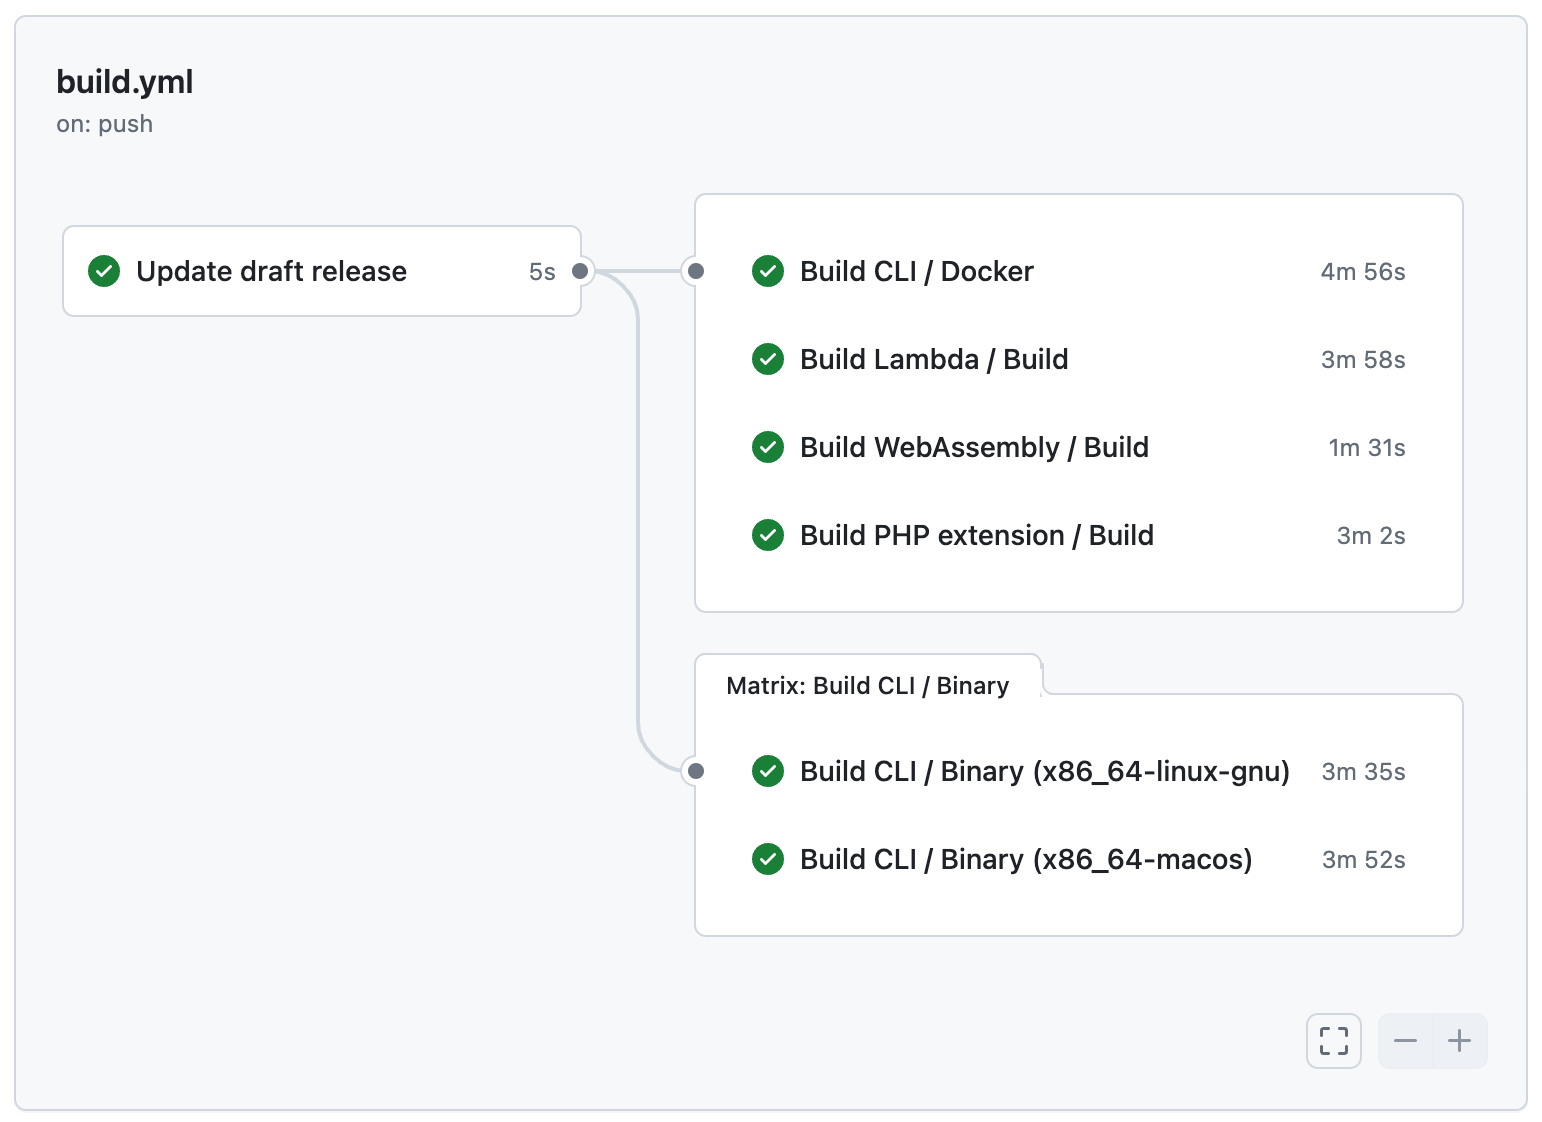 build.yml
on: push
Update draft release 5s
Build CLI / Docker 4m 56s
Build Lambda / Build 3m 58s
Build WebAssembly / Build 1m 31s
Build PHP extension / Build 3m 2s
Matrix: Build CLI / Binary
Build CLI / Binary (x86_64-linux-gnu) 3m 35s
Build CLI / Binary (x86_64-macos) 3m 52s